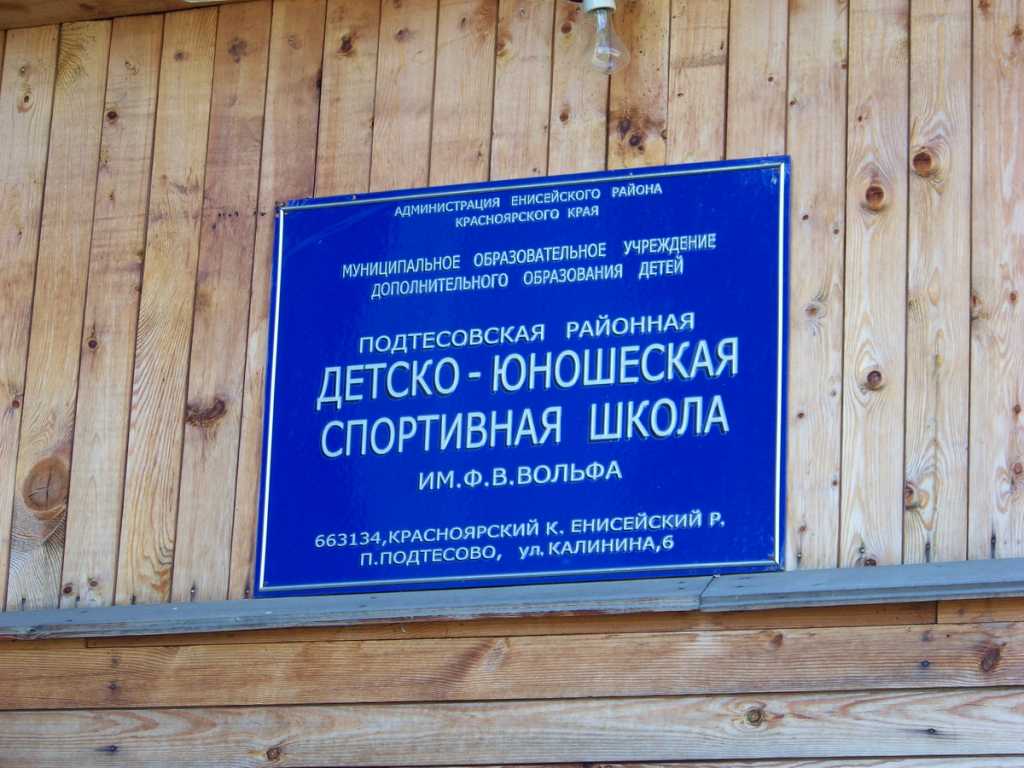 АДМИНИСТРАЦИЯ ЕНИСЕЙСКОГО РАЙОНА
КРАСНОЯРСКОГО КРАЯ
МУНИЦИПАЛЬНОЕ ОБРАЗОВАТЕЛЬНОЕ УЧРЕЖДЕНИЕ
ДОПОЛНИТЕЛЬНОГО ОБРАЗОВАНИЯ ДЕТЕЙ
ПОДТЕСОВСКАЯ РАЙОННАЯ
ДЕТСКО - ЮНОШЕСКАЯ
СПОРТИВНАЯ ШКОЛА
ИМ.Ф.В.ВОЛЬФА
663134,КРАСНОЯРСКИЙ К. ЕНИСЕЙСКИЙ Р.
П.ПОДТЕСОВО, УЛ.КАЛИНИНА,6